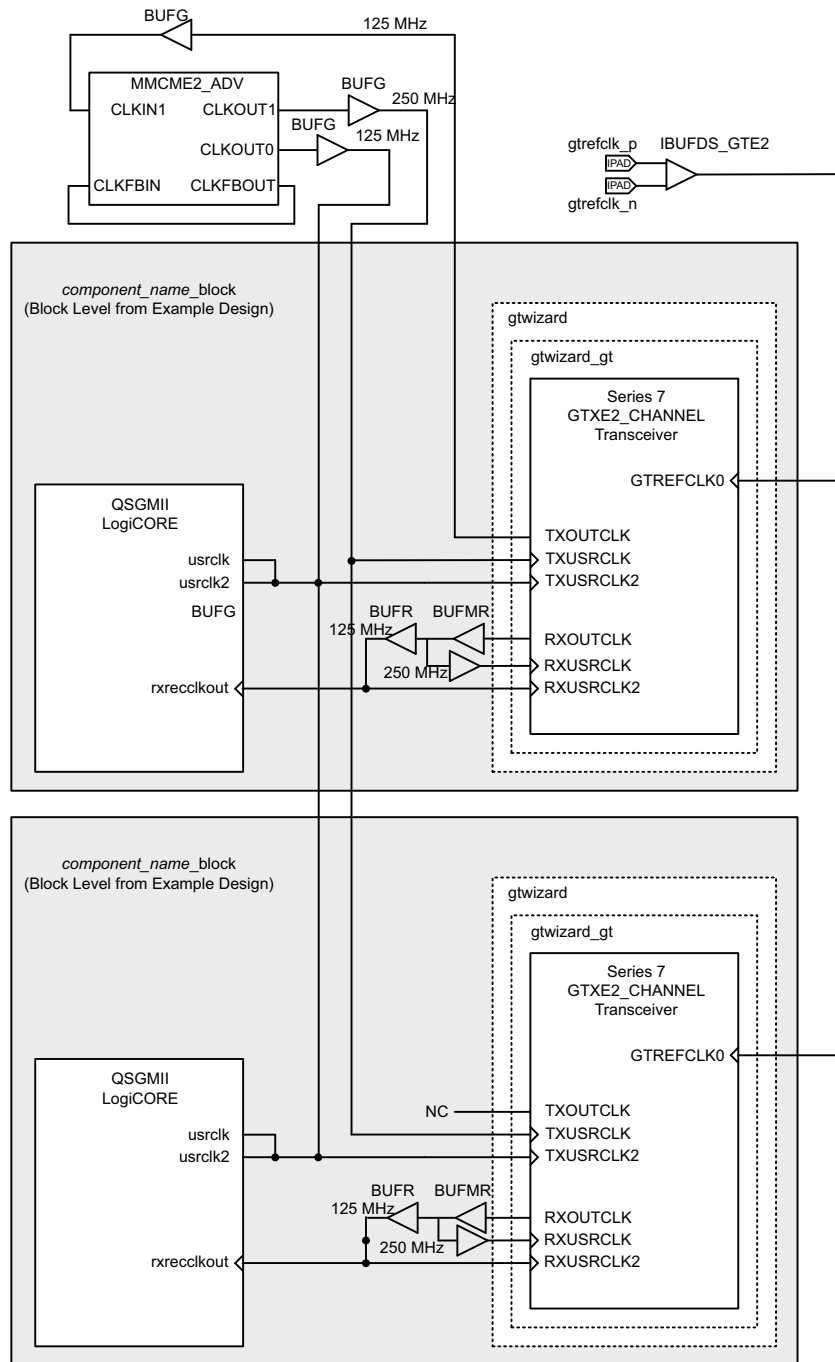 BUFG
125 MHz
MMCME2_ADV
CLKIN1
CLKOUT1
BUFG
250 MHz
BUFG
125 MHz
CLKOUT0
CLKFBIN
CLKFBOUT
gtrefclk_p
IPAD
IBUFDS_GTE2
IPAD
gtrefclk_n
component_name_block
(Block Level from Example Design)
gtwizard
gtwizard_gt
Series 7
GTXE2_CHANNEL
Transceiver
GTREFCLK0
QSGMII
LogiCORE
usrclk
usrclk2
BUFG
rxrecclkout
TXOUTCLK
TXUSRCLK
TXUSRCLK2
BUFR
BUFMR
125 MHz
250 MHz
RXOUTCLK
RXUSRCLK
RXUSRCLK2
component_name_block
(Block Level from Example Design)
gtwizard
gtwizard_gt
Series 7
GTXE2_CHANNEL
Transceiver
GTREFCLK0
QSGMII
LogiCORE
usrclk
usrclk2
rxrecclkout
NC
TXOUTCLK
TXUSRCLK
TXUSRCLK2
BUFR
BUFMR
125 MHz
250 MHz
RXOUTCLK
RXUSRCLK
RXUSRCLK2